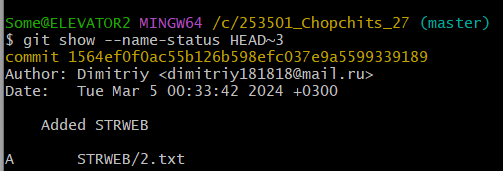 Some@ELEVATOR2 MINGW64 /c/253501_Chopchits_27 (master)
$ git show --name-status HEAD~3
commit 1564ef0f0ac55b126b598efc037e9a5599339189
Author: Dimitriy <dimitriy181818@mail.ru>
Date:   Tue Mar 5 00:33:42 2024 +0300

    Added STRWEB

A       STRWEB/2.txt